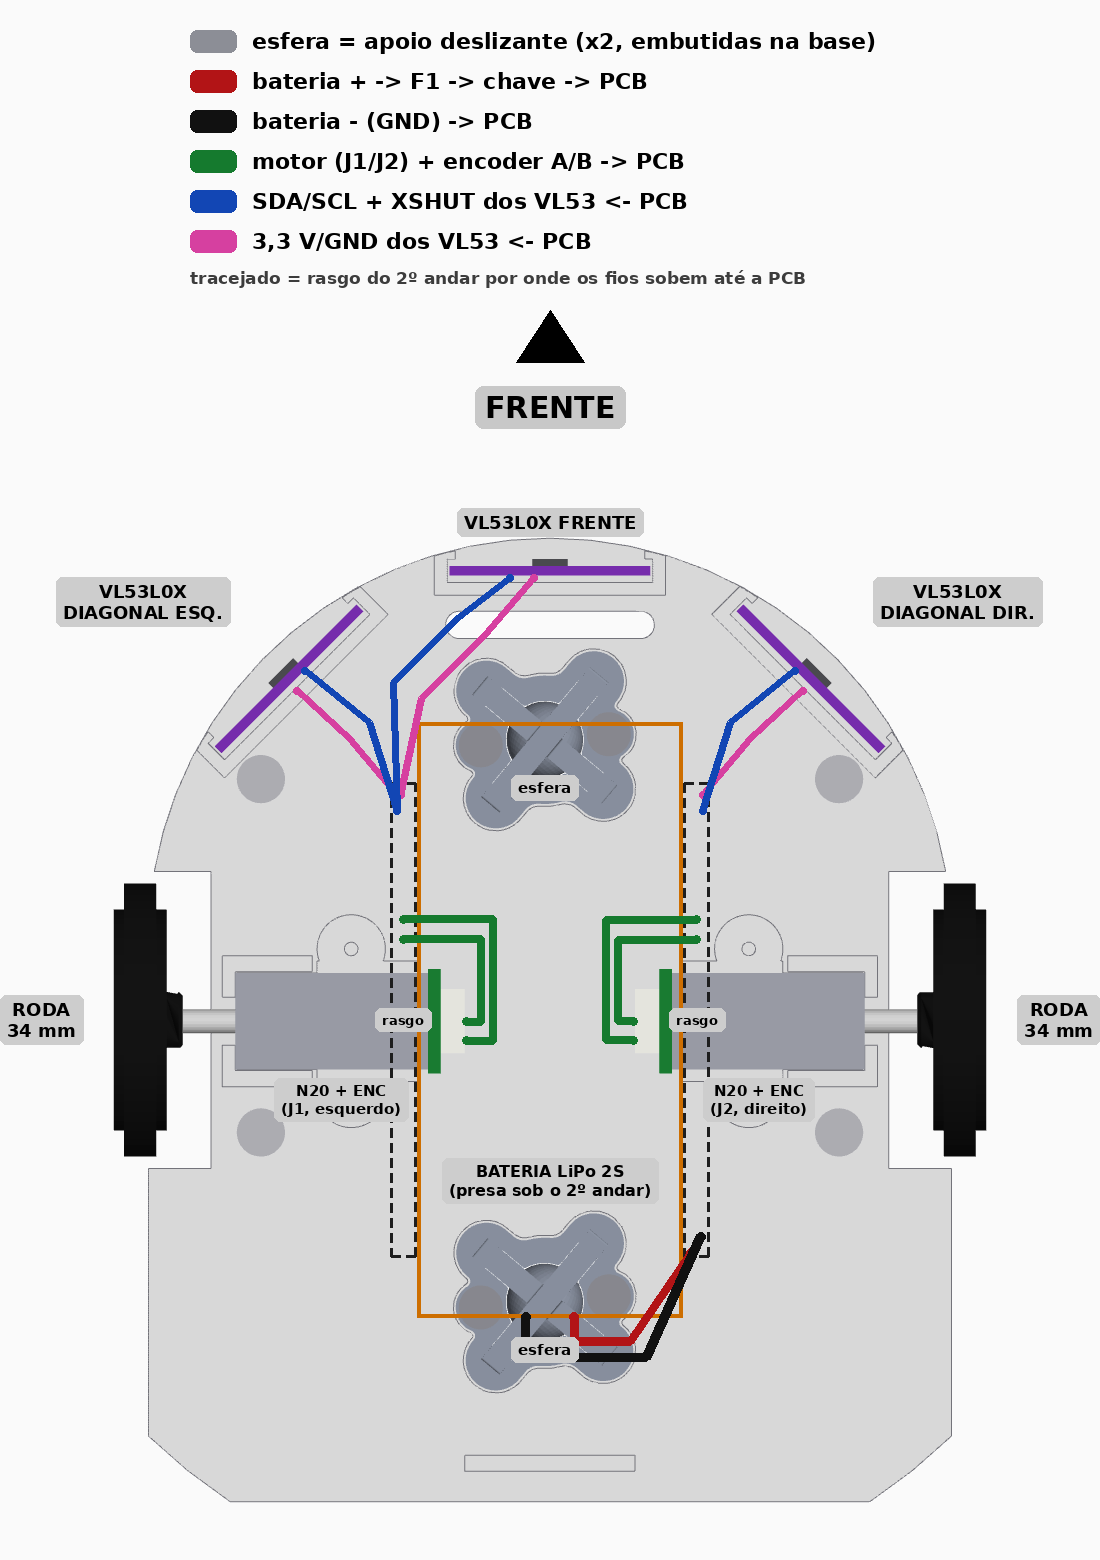 esfera = apoio deslizante (x2, embutidas na base)
bateria + -> F1 -> chave -> PCB
bateria - (GND) -> PCB
motor (J1/J2) + encoder A/B -> PCB
SDA/SCL + XSHUT dos VL53 <- PCB
3,3 V/GND dos VL53 <- PCB
tracejado = rasgo do 2º andar por onde os fios sobem até a PCB
FRENTE
VL53L0X FRENTE
VL53L0X
DIAGONAL ESQ.
VL53L0X
DIAGONAL DIR.
esfera
RODA
34 mm
rasgo
rasgo
RODA
34 mm
N20 + ENC
(J1, esquerdo)
N20 + ENC
(J2, direito)
BATERIA LiPo 2S
(presa sob o 2º andar)
esfera